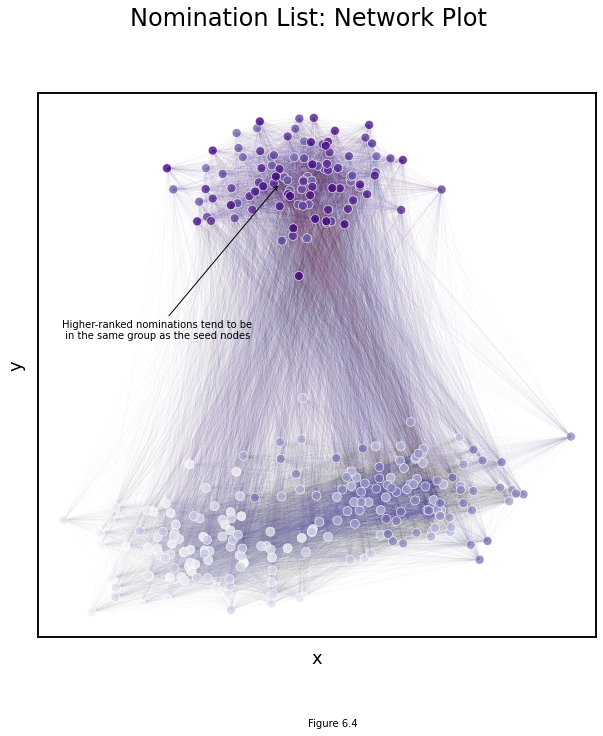 Nomination List: Network Plot
Higher-ranked nominations tend to be
in the same group as the seed nodes
y
x
Figure 6.4